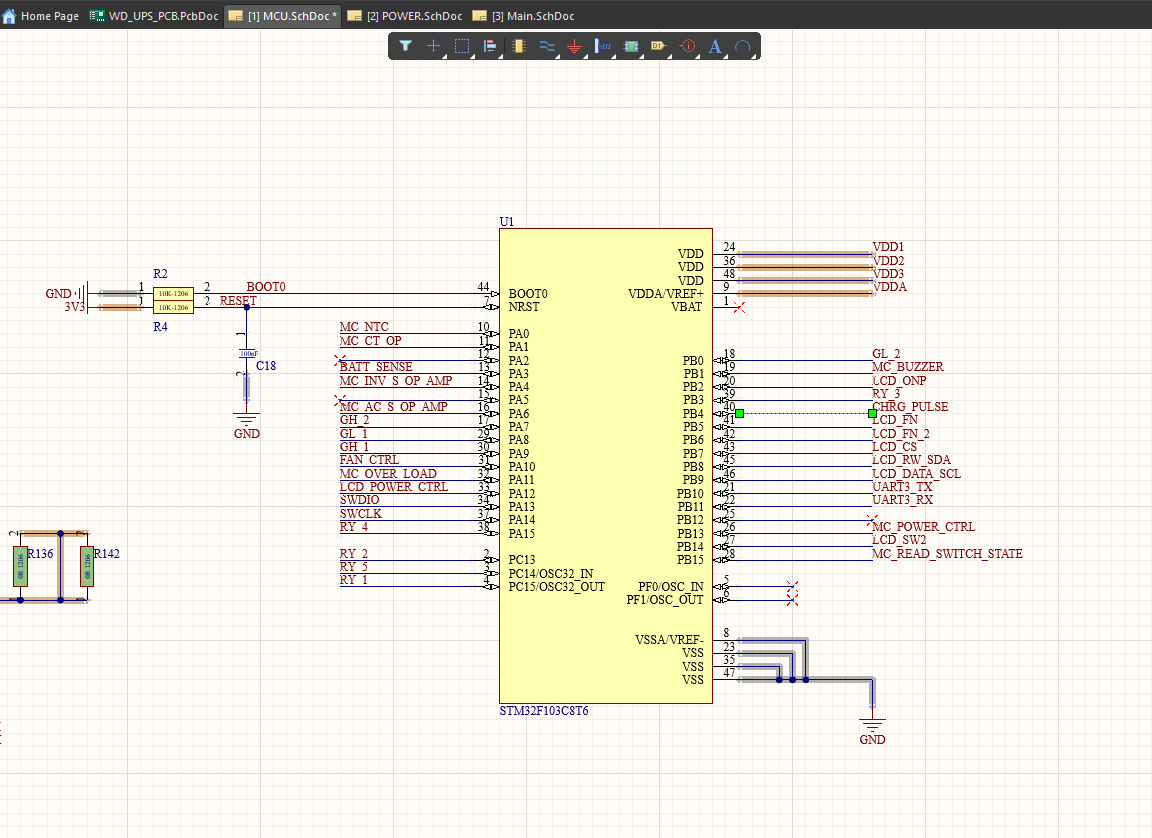 Home Page WD_UPS_PCB.PcbDoc [1] MCU.SchDoc * [2] POWER.SchDoc [3] Main.SchDoc
U1
R2
GND 1 10K-1206 2 BOOT0 44 BOOT0
3V3 1 10K-1206 2 RESET 7 NRST
R4
1
100nF
C18
2
GND
MC_NTC 10 PA0
MC_CT_OP 11 PA1
12 PA2
BATT_SENSE 13 PA3
MC_INV_S_OP_AMP 14 PA4
15 PA5
MC_AC_S_OP_AMP 16 PA6
GH_2 17 PA7
GL_1 29 PA8
GH_1 30 PA9
FAN_CTRL 31 PA10
MC_OVER_LOAD 32 PA11
LCD_POWER_CTRL 33 PA12
SWDIO 34 PA13
SWCLK 37 PA14
RY_4 38 PA15
RY_2 2 PC13
RY_5 3 PC14/OSC32_IN
RY_1 4 PC15/OSC32_OUT
VDD 24 VDD1
VDD 36 VDD2
VDD 48 VDD3
VDDA/VREF+ 9 VDDA
VBAT 1
PB0 18 GL_2
PB1 19 MC_BUZZER
PB2 20 LCD_ONP
PB3 39 RY_3
PB4 40 CHRG_PULSE
PB5 41 LCD_FN
PB6 42 LCD_FN_2
PB7 43 LCD_CS
PB8 45 LCD_RW_SDA
PB9 46 LCD_DATA_SCL
PB10 21 UART3_TX
PB11 22 UART3_RX
PB12 25
PB13 26 MC_POWER_CTRL
PB14 27 LCD_SW2
PB15 28 MC_READ_SWITCH_STATE
PF0/OSC_IN 5
PF1/OSC_OUT 6
VSSA/VREF- 8
VSS 23
VSS 35
VSS 47
GND
STM32F103C8T6
2 2
R136 R142
0R 1206 0R 1206